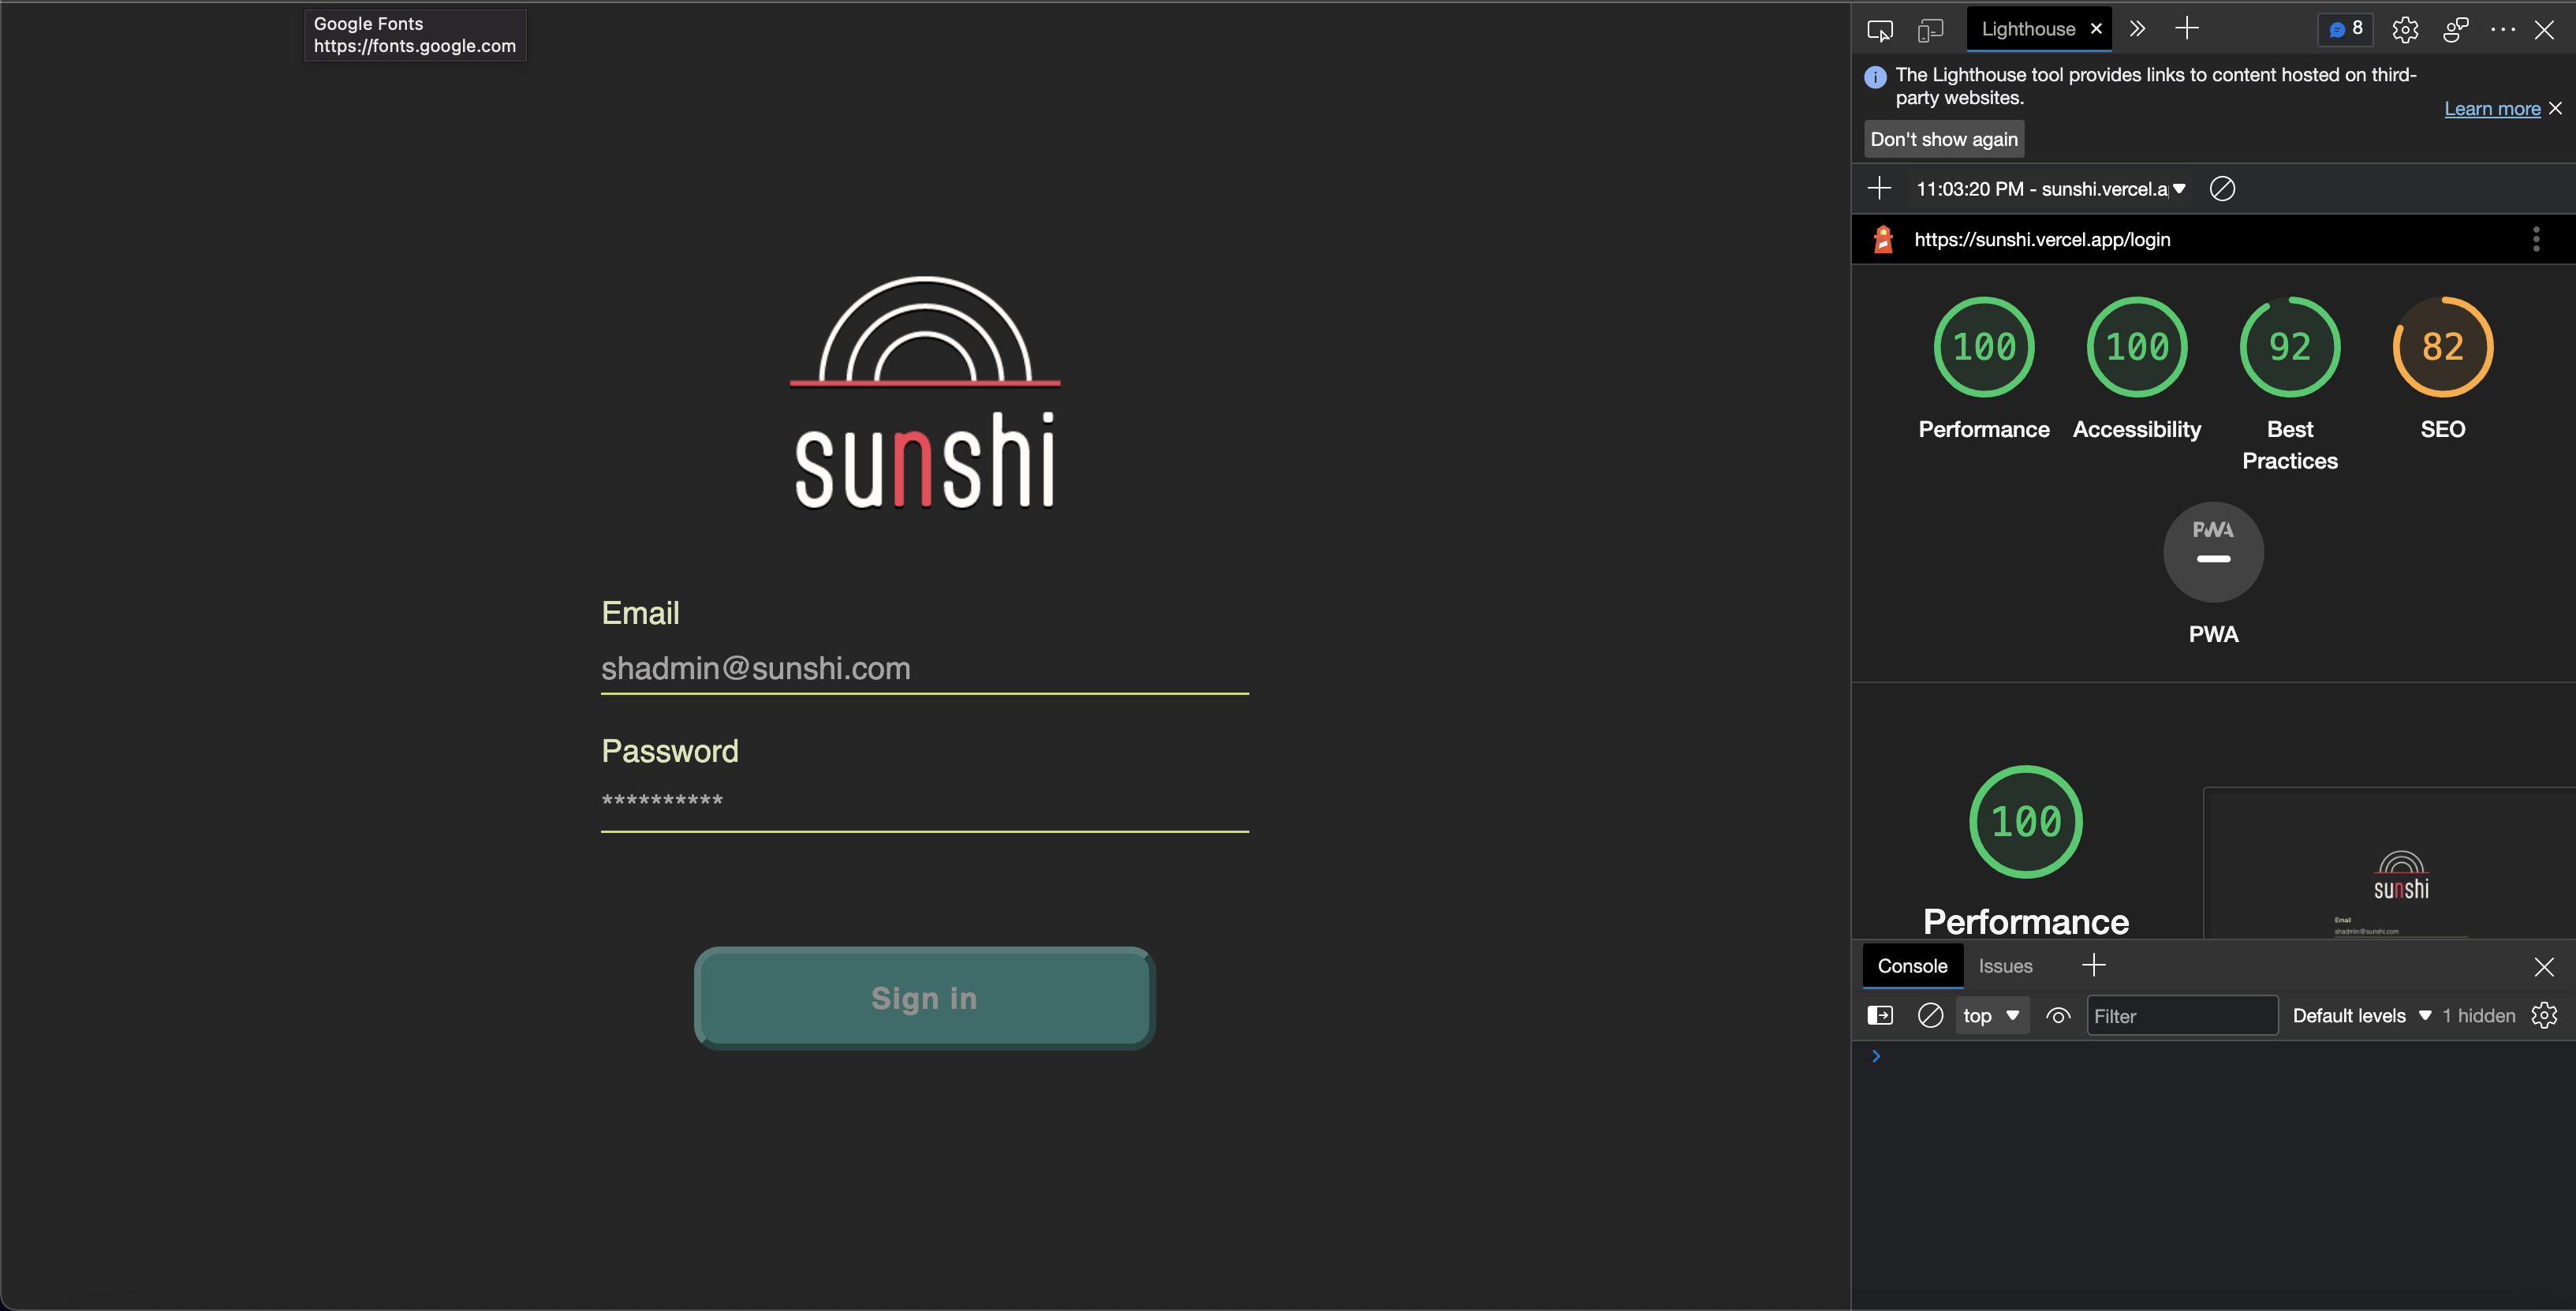 Google Fonts
https://fonts.google.com
sunshi
Email
shadmin@sunshi.com
Password
**********
Sign in
Lighthouse
8
The Lighthouse tool provides links to content hosted on third-
party websites.
Learn more
Don't show again
11:03:20 PM - sunshi.vercel.a
https://sunshi.vercel.app/login
100
100
92
82
Performance
Accessibility
Best
Practices
SEO
PWA
PWA
100
Performance
sunshi
Email
shadmin@sunshi.com
Console
Issues
top
Filter
Default levels
1 hidden